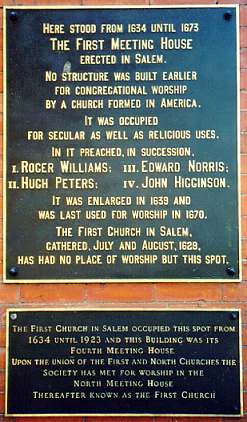 Here stood from 1634 until 1673
The First Meeting House
erected in Salem.
No structure was built earlier
for congregational worship
by a church formed in America.
It was occupied
for secular as well as religious uses.
In it preached, in succession,
I. Roger Williams; III. Edward Norris;
II. Hugh Peters; IV. John Higginson.
It was enlarged in 1639 and
was last used for worship in 1670.
The First Church in Salem,
gathered, July and August, 1629,
has had no place of worship but this spot.
The First Church in Salem occupied this spot from
1634 until 1923 and this Building was its
Fourth Meeting House
Upon the union of the First and North Churches the
Society has met for worship in the
North Meeting House
Thereafter known as the First Church